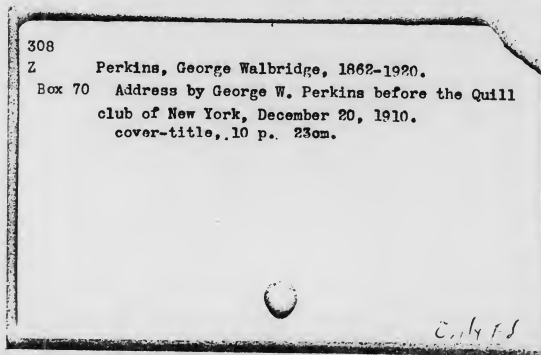 308
Z Perkins, George Walbridge, 1862-1920.
Box 70 Address by George W. Perkins before the Quill
club of New York, December 20, 1910.
cover-title, 10 p. 23cm.